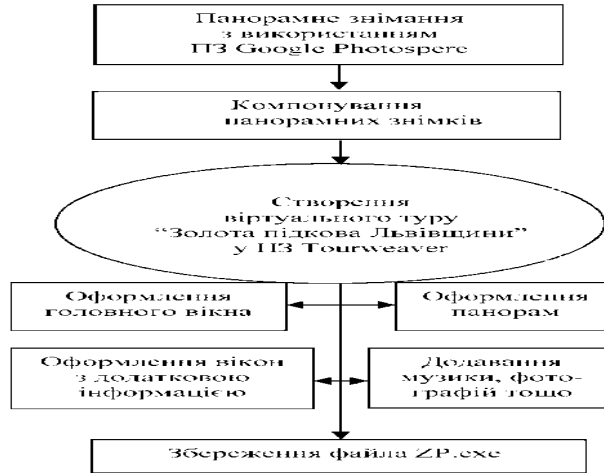 Панорамне знімання
з використанням
ПЗ Google Photospere
Компонування
панорамних знімків
Створення
віртуального туру
“Золота підкова Львівщини”
у ПЗ Tourweaver
Оформлення
головного вікна
Оформлення
панорам
Оформлення вікон
з додатковою
інформацією
Додавання
музики, фото-
графій тощо
Збереження файла ZP.exe